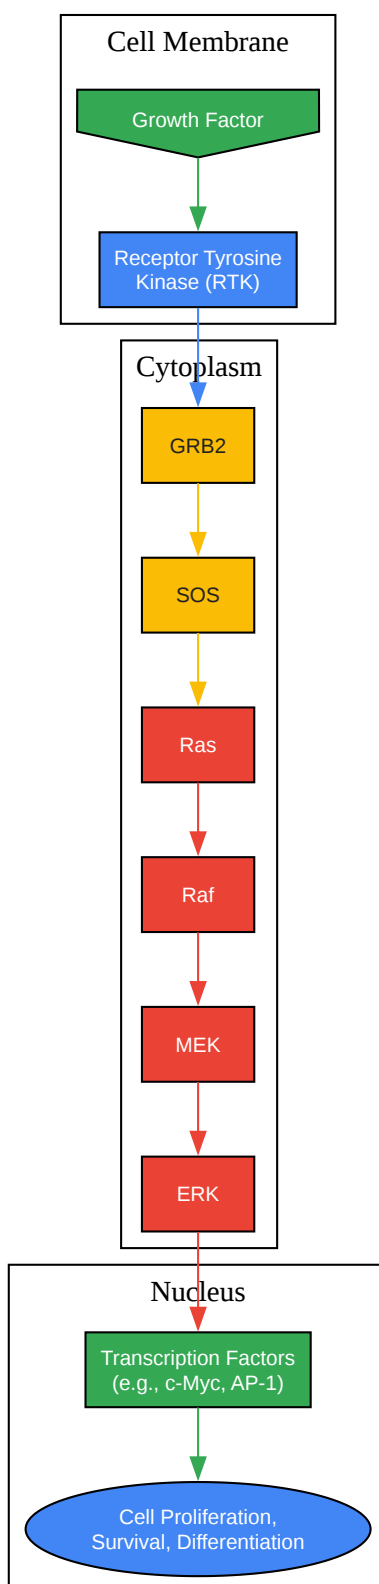 Cell Membrane
Growth Factor
Receptor Tyrosine
Kinase (RTK)
Cytoplasm
GRB2
SOS
Ras
Raf
MEK
ERK
Nucleus
Transcription Factors
(e.g., c-Myc, AP-1)
Cell Proliferation,
Survival, Differentiation